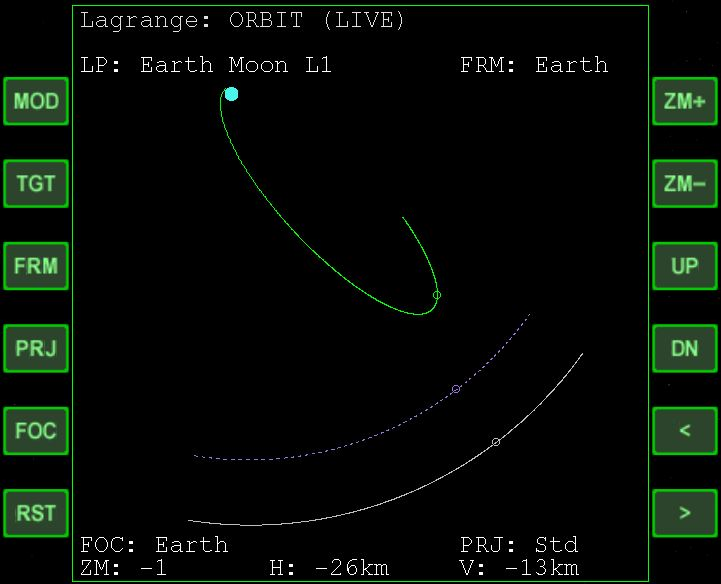 Lagrange: ORBIT (LIVE)
LP: Earth Moon L1 FRM: Earth
MOD ZM+
TGT ZM−
FRM UP
PRJ DN
FOC <
RST >
FOC: Earth PRJ: Std
ZM: -1 H: -26km V: -13km